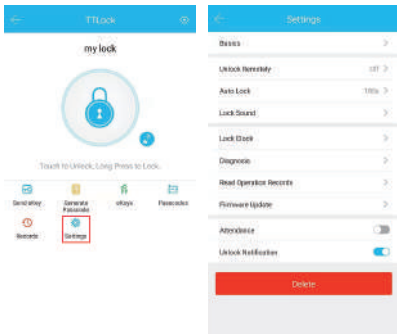 TTLock
my lock
Touch to Unlock, Long Press to Lock.
Send eKey
Generate Passcode
eKeys
Passcodes
Records
Settings
Settings
Basics
Unlock Remotely
Off
Auto Lock
Lock Sound
Lock Clock
Diagnosis
Read Operation Records
Firmware Update
Attendance
Unlock Notification
Delete